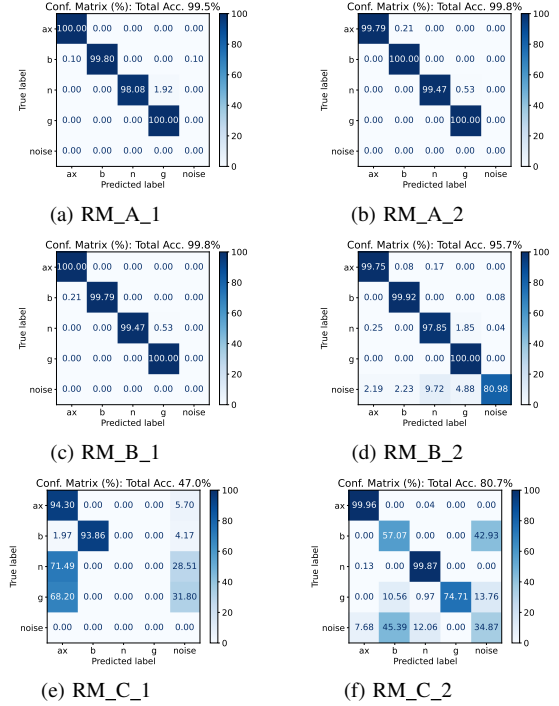 Conf. Matrix (%): Total Acc. 99.5%
ax 100.00 0.00 0.00 0.00 0.00
b 0.10 99.80 0.00 0.00 0.10
n 0.00 0.00 98.08 1.92 0.00
g 0.00 0.00 0.00 100.00 0.00
noise 0.00 0.00 0.00 0.00 0.00
ax b n g noise
Predicted label
True label
100
80
60
40
20
0
(a) RM_A_1
Conf. Matrix (%): Total Acc. 99.8%
ax 99.79 0.21 0.00 0.00 0.00
b 0.00 100.00 0.00 0.00 0.00
n 0.00 0.00 99.47 0.53 0.00
g 0.00 0.00 0.00 100.00 0.00
noise 0.00 0.00 0.00 0.00 0.00
ax b n g noise
Predicted label
True label
100
80
60
40
20
0
(b) RM_A_2
Conf. Matrix (%): Total Acc. 99.8%
ax 100.00 0.00 0.00 0.00 0.00
b 0.21 99.79 0.00 0.00 0.00
n 0.00 0.00 99.47 0.53 0.00
g 0.00 0.00 0.00 100.00 0.00
noise 0.00 0.00 0.00 0.00 0.00
ax b n g noise
Predicted label
True label
100
80
60
40
20
0
(c) RM_B_1
Conf. Matrix (%): Total Acc. 95.7%
ax 99.75 0.08 0.17 0.00 0.00
b 0.00 99.92 0.00 0.00 0.08
n 0.25 0.00 97.85 1.85 0.04
g 0.00 0.00 0.00 100.00 0.00
noise 2.19 2.23 9.72 4.88 80.98
ax b n g noise
Predicted label
True label
100
80
60
40
20
0
(d) RM_B_2
Conf. Matrix (%): Total Acc. 47.0%
ax 94.30 0.00 0.00 0.00 5.70
b 1.97 93.86 0.00 0.00 4.17
n 71.49 0.00 0.00 0.00 28.51
g 68.20 0.00 0.00 0.00 31.80
noise 0.00 0.00 0.00 0.00 0.00
ax b n g noise
Predicted label
True label
100
80
60
40
20
0
(e) RM_C_1
Conf. Matrix (%): Total Acc. 80.7%
ax 99.96 0.00 0.04 0.00 0.00
b 0.00 57.07 0.00 0.00 42.93
n 0.13 0.00 99.87 0.00 0.00
g 0.00 10.56 0.97 74.71 13.76
noise 7.68 45.39 12.06 0.00 34.87
ax b n g noise
Predicted label
True label
100
80
60
40
20
0
(f) RM_C_2